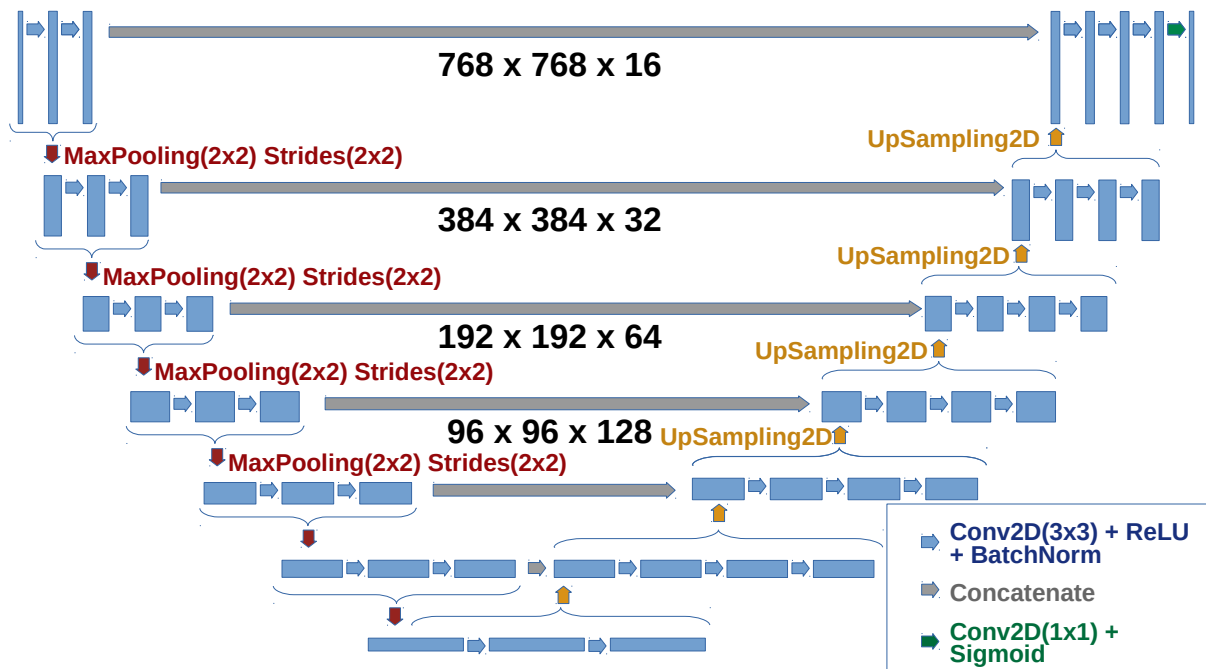 768 x 768 x 16
UpSampling2D
MaxPooling(2x2) Strides(2x2)
384 x 384 x 32
UpSampling2D
MaxPooling(2x2) Strides(2x2)
192 x 192 x 64
UpSampling2D
MaxPooling(2x2) Strides(2x2)
96 x 96 x 128
UpSampling2D
MaxPooling(2x2) Strides(2x2)
Conv2D(3x3) + ReLU
+ BatchNorm
Concatenate
Conv2D(1x1) +
Sigmoid